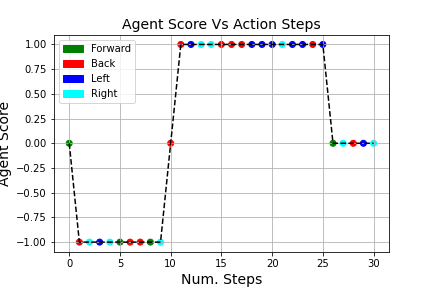 Agent Score Vs Action Steps
Agent Score
1.00
0.75
0.50
0.25
0.00
−0.25
−0.50
−0.75
−1.00
Forward
Back
Left
Right
0 5 10 15 20 25 30
Num. Steps